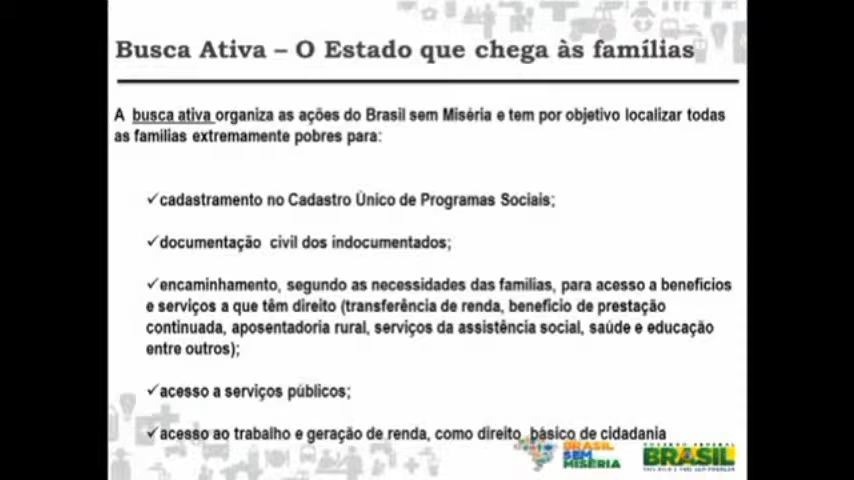 Busca Ativa – O Estado que chega às famílias
A busca ativa organiza as ações do Brasil sem Miséria e tem por objetivo localizar todas
as famílias extremamente pobres para:
✓cadastramento no Cadastro Único de Programas Sociais;
✓documentação civil dos indocumentados;
✓encaminhamento, segundo as necessidades das famílias, para acesso a benefícios
e serviços a que têm direito (transferência de renda, benefício de prestação
continuada, aposentadoria rural, serviços da assistência social, saúde e educação
entre outros);
✓acesso a serviços públicos;
✓acesso ao trabalho e geração de renda, como direito básico de cidadania
BRASIL
SEM
MISÉRIA
GOVERNO FEDERAL
BRASIL